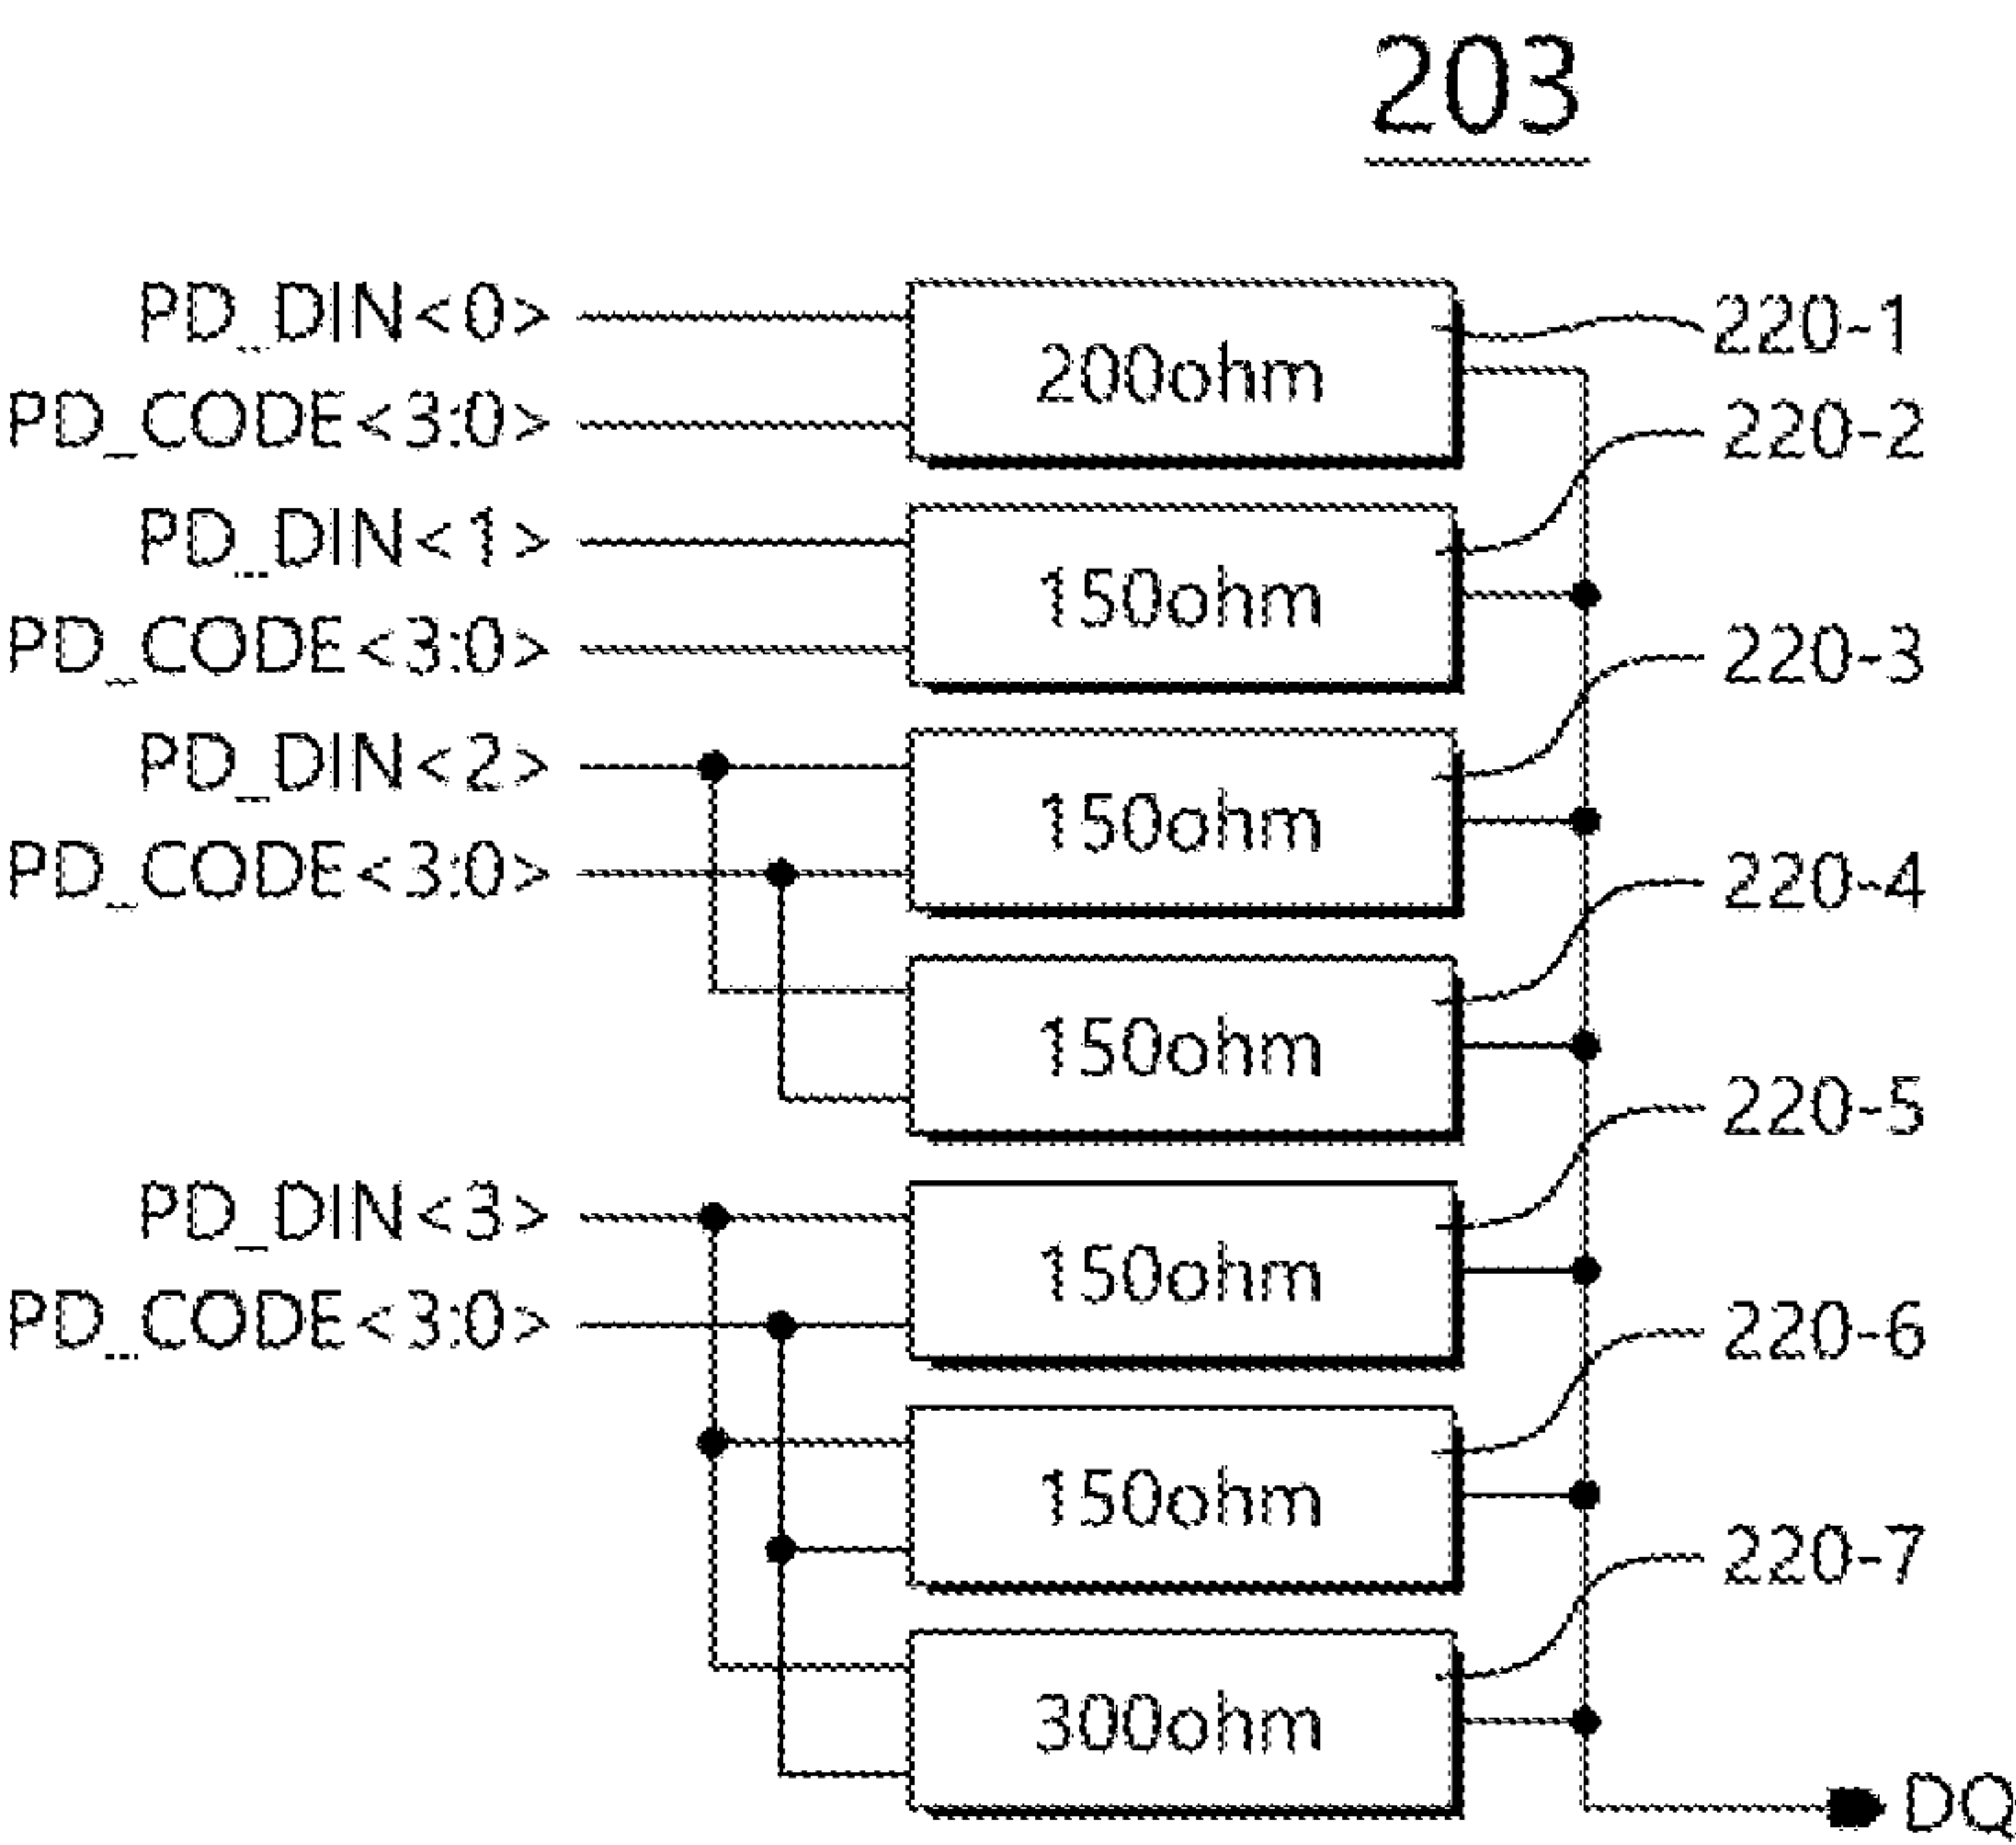 203
PD_DIN<0>
PD_CODE<3:0>
200ohm
220-1
220-2
PD_DIN<1>
PD_CODE<3:0>
150ohm
220-3
PD_DIN<2>
PD_CODE<3:0>
150ohm
220-4
150ohm
220-5
PD_DIN<3>
PD_CODE<3:0>
150ohm
220-6
150ohm
220-7
300ohm
DQ